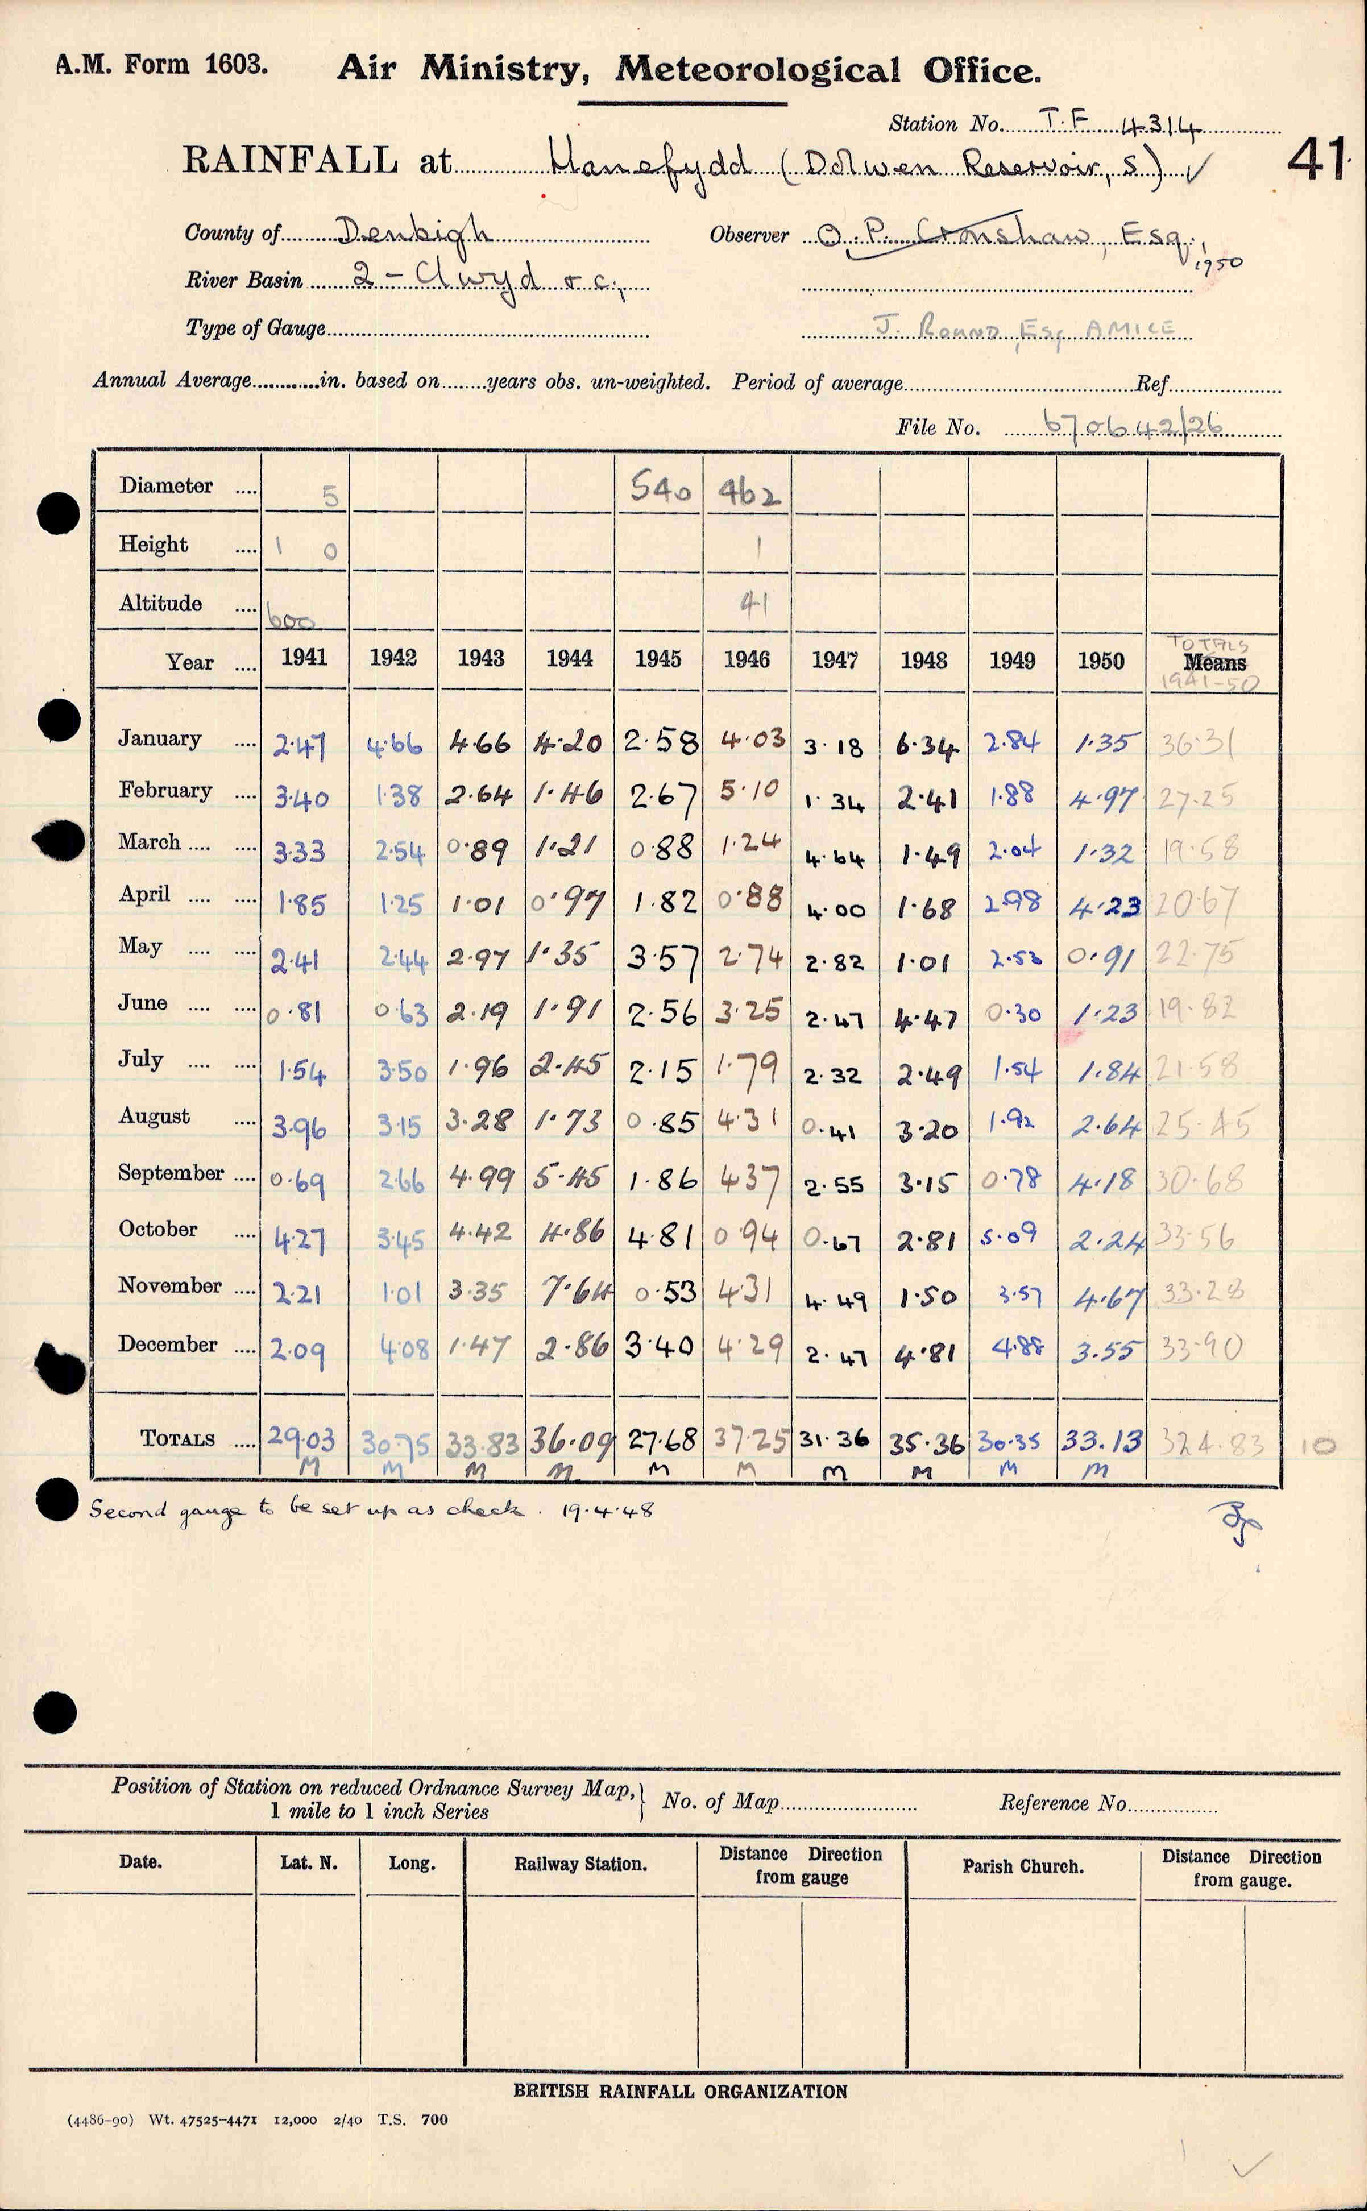 A.M. Form 1603. Air Ministry, Meteorological Office.
Station No. T.F 4314
RAINFALL at Llanefydd (Dolwen Reservoir, S) ✓ 41
County of Denbigh Observer O. P. Cronshaw, Esq.,
1950
River Basin 2 - Clwyd & c.,
Type of Gauge J. Round, Esq AMICE
Annual Average in. based on years obs. un-weighted. Period of average Ref.
File No. 670642/26
Diameter 5 540 462
Height 1 0 1
Altitude 600 41
Year 1941 1942 1943 1944 1945 1946 1947 1948 1949 1950 TOTALS Means 1941-50
January 2.47 4.66 4.66 4.20 2.58 4.03 3.18 6.34 2.84 1.35 36.31
February 3.40 1.38 2.64 1.46 2.67 5.10 1.34 2.41 1.88 4.97 27.25
March 3.33 2.54 0.89 1.21 0.88 1.24 4.64 1.49 2.04 1.32 19.58
April 1.85 1.25 1.01 0.97 1.82 0.88 4.00 1.68 2.98 4.23 20.67
May 2.41 2.44 2.97 1.35 3.57 2.74 2.82 1.01 2.53 0.91 22.75
June 0.81 0.63 2.19 1.91 2.56 3.25 2.47 4.47 0.30 1.23 19.82
July 1.54 3.50 1.96 2.45 2.15 1.79 2.32 2.49 1.54 1.84 21.58
August 3.96 3.15 3.28 1.73 0.85 4.31 0.41 3.20 1.92 2.64 25.45
September 0.69 2.66 4.99 5.45 1.86 4.37 2.55 3.15 0.78 4.18 30.68
October 4.27 3.45 4.42 4.86 4.81 0.94 0.67 2.81 5.09 2.24 33.56
November 2.21 1.01 3.35 7.64 0.53 4.31 4.49 1.50 3.57 4.67 33.28
December 2.09 4.08 1.47 2.86 3.40 4.29 2.47 4.81 4.88 3.55 33.90
TOTALS 29.03 30.75 33.83 36.09 27.68 37.25 31.36 35.36 30.35 33.13 324.83 10
M M M M M M M M M M
Second gauge to be set up as check. 19.4.48
Position of Station on reduced Ordnance Survey Map, } No. of Map Reference No.
1 mile to 1 inch Series
Date. Lat. N. Long. Railway Station. Distance Direction from gauge Parish Church. Distance Direction from gauge.
BRITISH RAINFALL ORGANIZATION
(4486-90) Wt. 47525-4471 12,000 2/40 T.S. 700